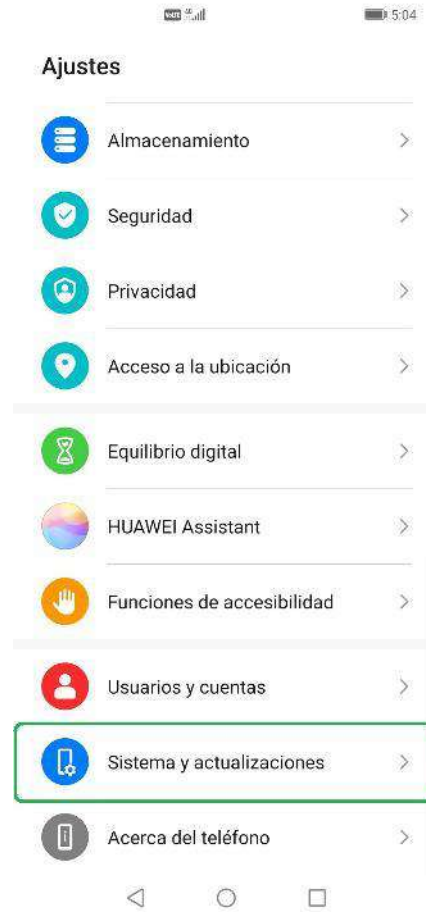 5:04
Ajustes
Almacenamiento
Seguridad
Privacidad
Acceso a la ubicación
Equilibrio digital
HUAWEI Assistant
Funciones de accesibilidad
Usuarios y cuentas
Sistema y actualizaciones
Acerca del teléfono